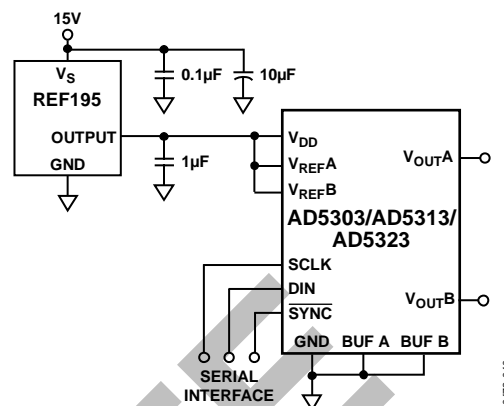 15V
VS
REF195
OUTPUT
GND
0.1µF
10µF
1µF
VDD
VREFA
VREFB
VOUTA
AD5303/AD5313/
AD5323
SCLK
DIN
SYNC
VOUTB
GND BUF A BUF B
SERIAL
INTERFACE